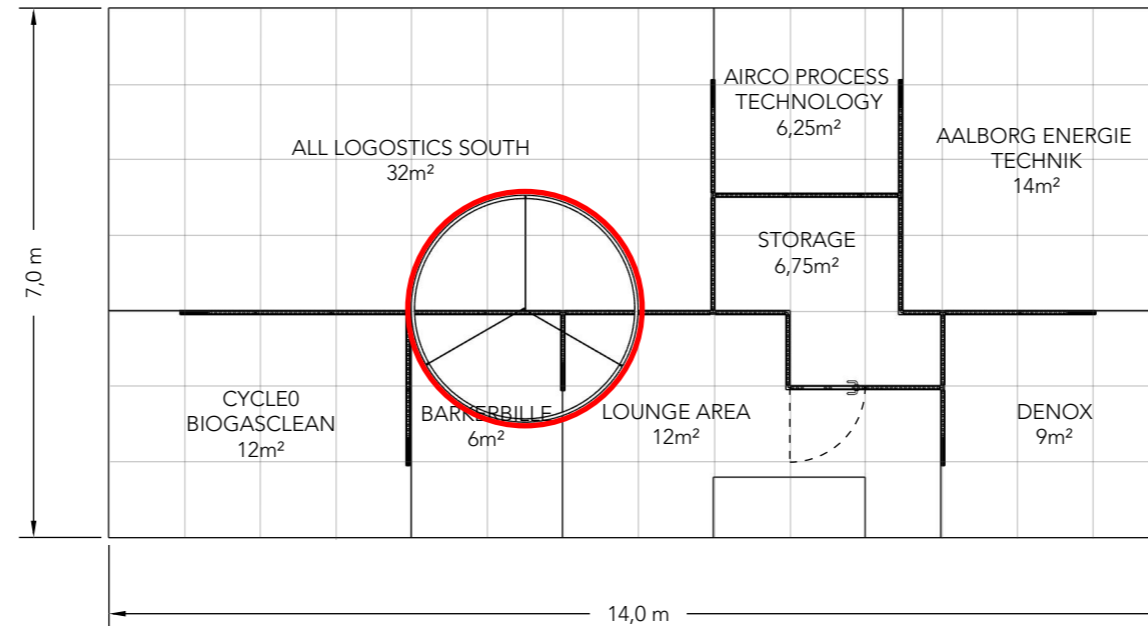 AIRCO PROCESS
TECHNOLOGY
6,25m²
ALL LOGOSTICS SOUTH
32m²
AALBORG ENERGIE
TECHNIK
14m²
STORAGE
6,75m²
7,0 m
CYCLE0
BIOGASCLEAN
12m²
BARKERBILLE
6m²
LOUNGE AREA
12m²
DENOX
9m²
14,0 m